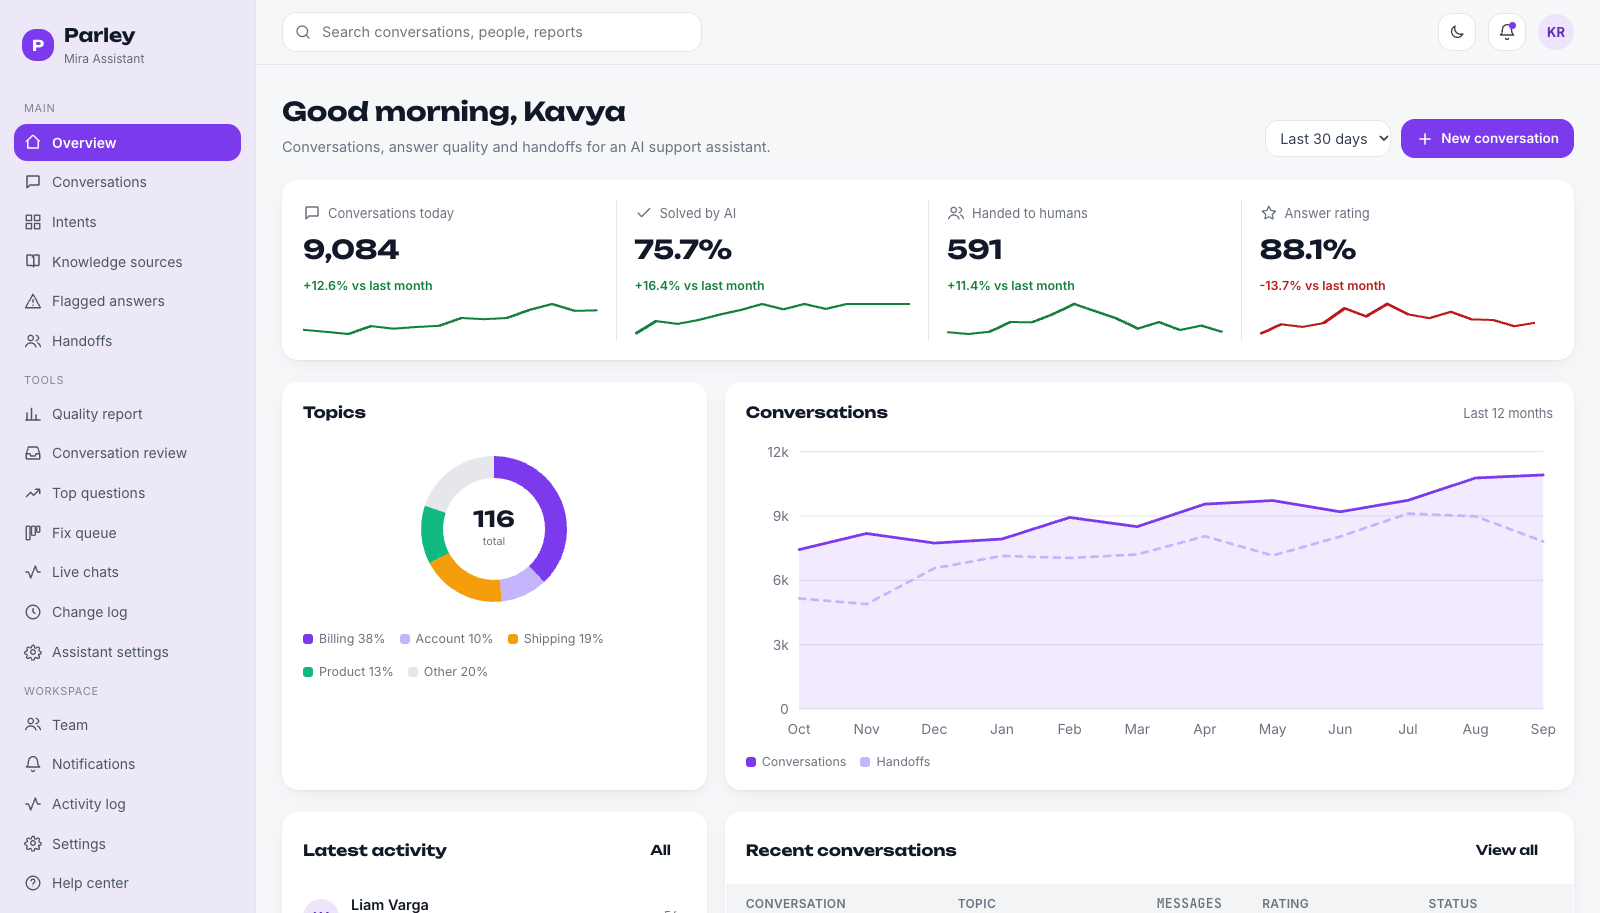 P
Parley
Mira Assistant
MAIN
Overview
Conversations
Intents
Knowledge sources
Flagged answers
Handoffs
TOOLS
Quality report
Conversation review
Top questions
Fix queue
Live chats
Change log
Assistant settings
WORKSPACE
Team
Notifications
Activity log
Settings
Help center
Search conversations, people, reports
KR
Good morning, Kavya
Conversations, answer quality and handoffs for an AI support assistant.
Last 30 days
New conversation
Conversations today
9,084
+12.6% vs last month
Solved by AI
75.7%
+16.4% vs last month
Handed to humans
591
+11.4% vs last month
Answer rating
88.1%
-13.7% vs last month
Topics
116
total
Billing 38% Account 10% Shipping 19%
Product 13% Other 20%
Conversations
Last 12 months
12k
9k
6k
3k
0
Oct Nov Dec Jan Feb Mar Apr May Jun Jul Aug Sep
Conversations Handoffs
Latest activity
All
Liam Varga
Recent conversations
View all
CONVERSATION TOPIC MESSAGES RATING STATUS